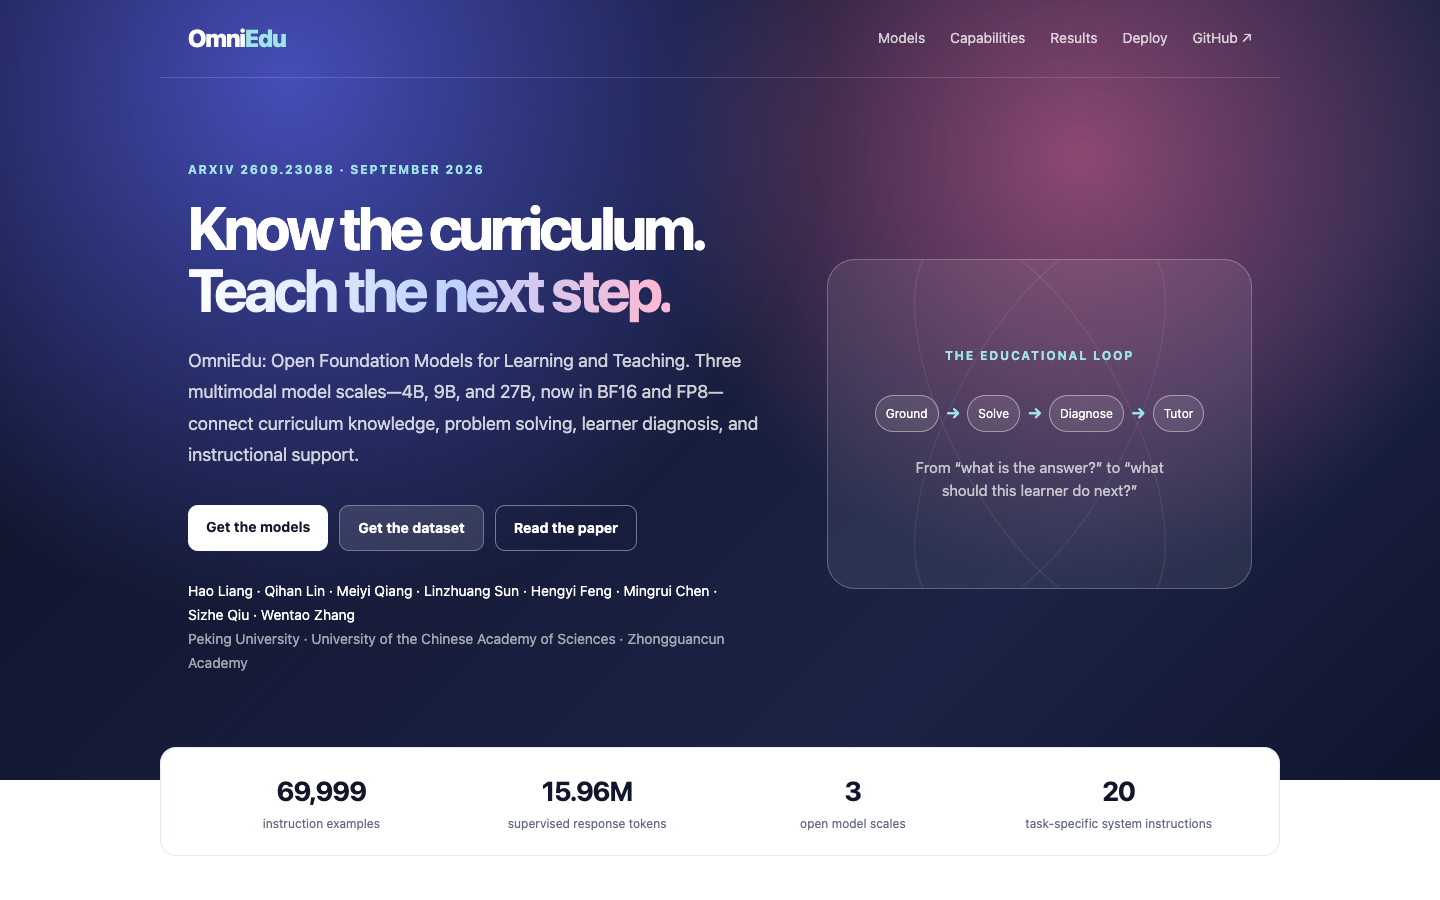 OmniEdu
Models Capabilities Results Deploy GitHub ↗
ARXIV 2609.23088 · SEPTEMBER 2026
Know the curriculum.
Teach the next step.
OmniEdu: Open Foundation Models for Learning and Teaching. Three
multimodal model scales—4B, 9B, and 27B, now in BF16 and FP8—
connect curriculum knowledge, problem solving, learner diagnosis, and
instructional support.
Get the models Get the dataset Read the paper
Hao Liang · Qihan Lin · Meiyi Qiang · Linzhuang Sun · Hengyi Feng · Mingrui Chen ·
Sizhe Qiu · Wentao Zhang
Peking University · University of the Chinese Academy of Sciences · Zhongguancun
Academy
THE EDUCATIONAL LOOP
Ground → Solve → Diagnose → Tutor
From “what is the answer?” to “what
should this learner do next?”
69,999
instruction examples
15.96M
supervised response tokens
3
open model scales
20
task-specific system instructions